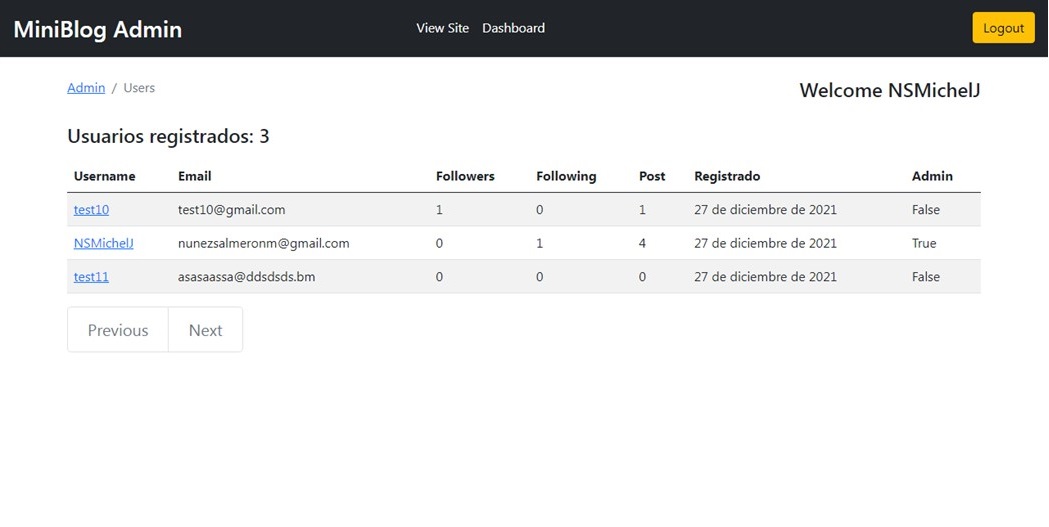 MiniBlog Admin View Site Dashboard Logout
Admin / Users Welcome NSMichelJ
Usuarios registrados: 3
Username Email Followers Following Post Registrado Admin
test10 test10@gmail.com 1 0 1 27 de diciembre de 2021 False
NSMichelJ nunezsalmeronm@gmail.com 0 1 4 27 de diciembre de 2021 True
test11 asasaassa@ddsdsds.bm 0 0 0 27 de diciembre de 2021 False
Previous Next